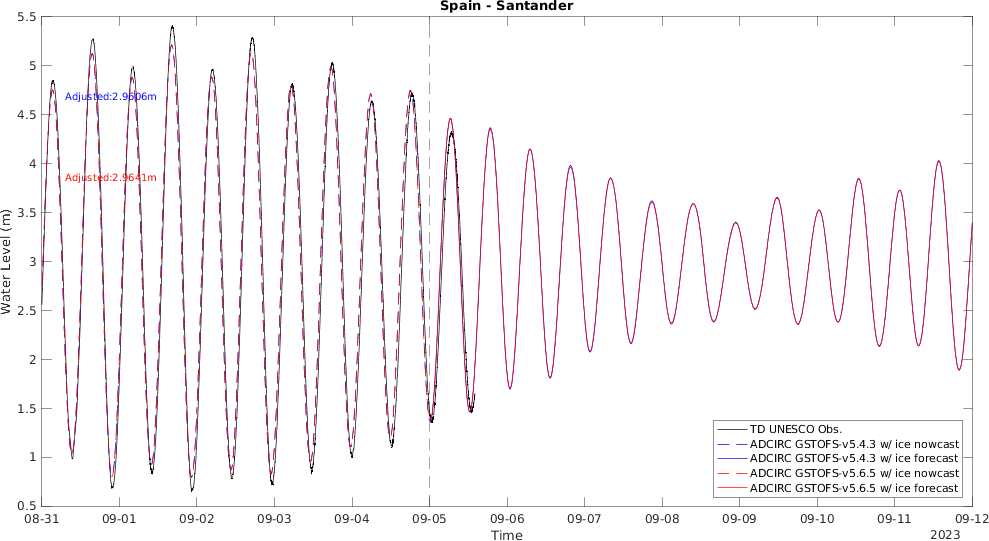 Spain - Santander
5.5
5
4.5
4
3.5
3
2.5
2
1.5
1
0.5
Water Level (m)
Adjusted:2.9606m
Adjusted:2.9641m
TD UNESCO Obs.
ADCIRC GSTOFS-v5.4.3 w/ ice nowcast
ADCIRC GSTOFS-v5.4.3 w/ ice forecast
ADCIRC GSTOFS-v5.6.5 w/ ice nowcast
ADCIRC GSTOFS-v5.6.5 w/ ice forecast
08-31 09-01 09-02 09-03 09-04 09-05 09-06 09-07 09-08 09-09 09-10 09-11 09-12
Time
2023